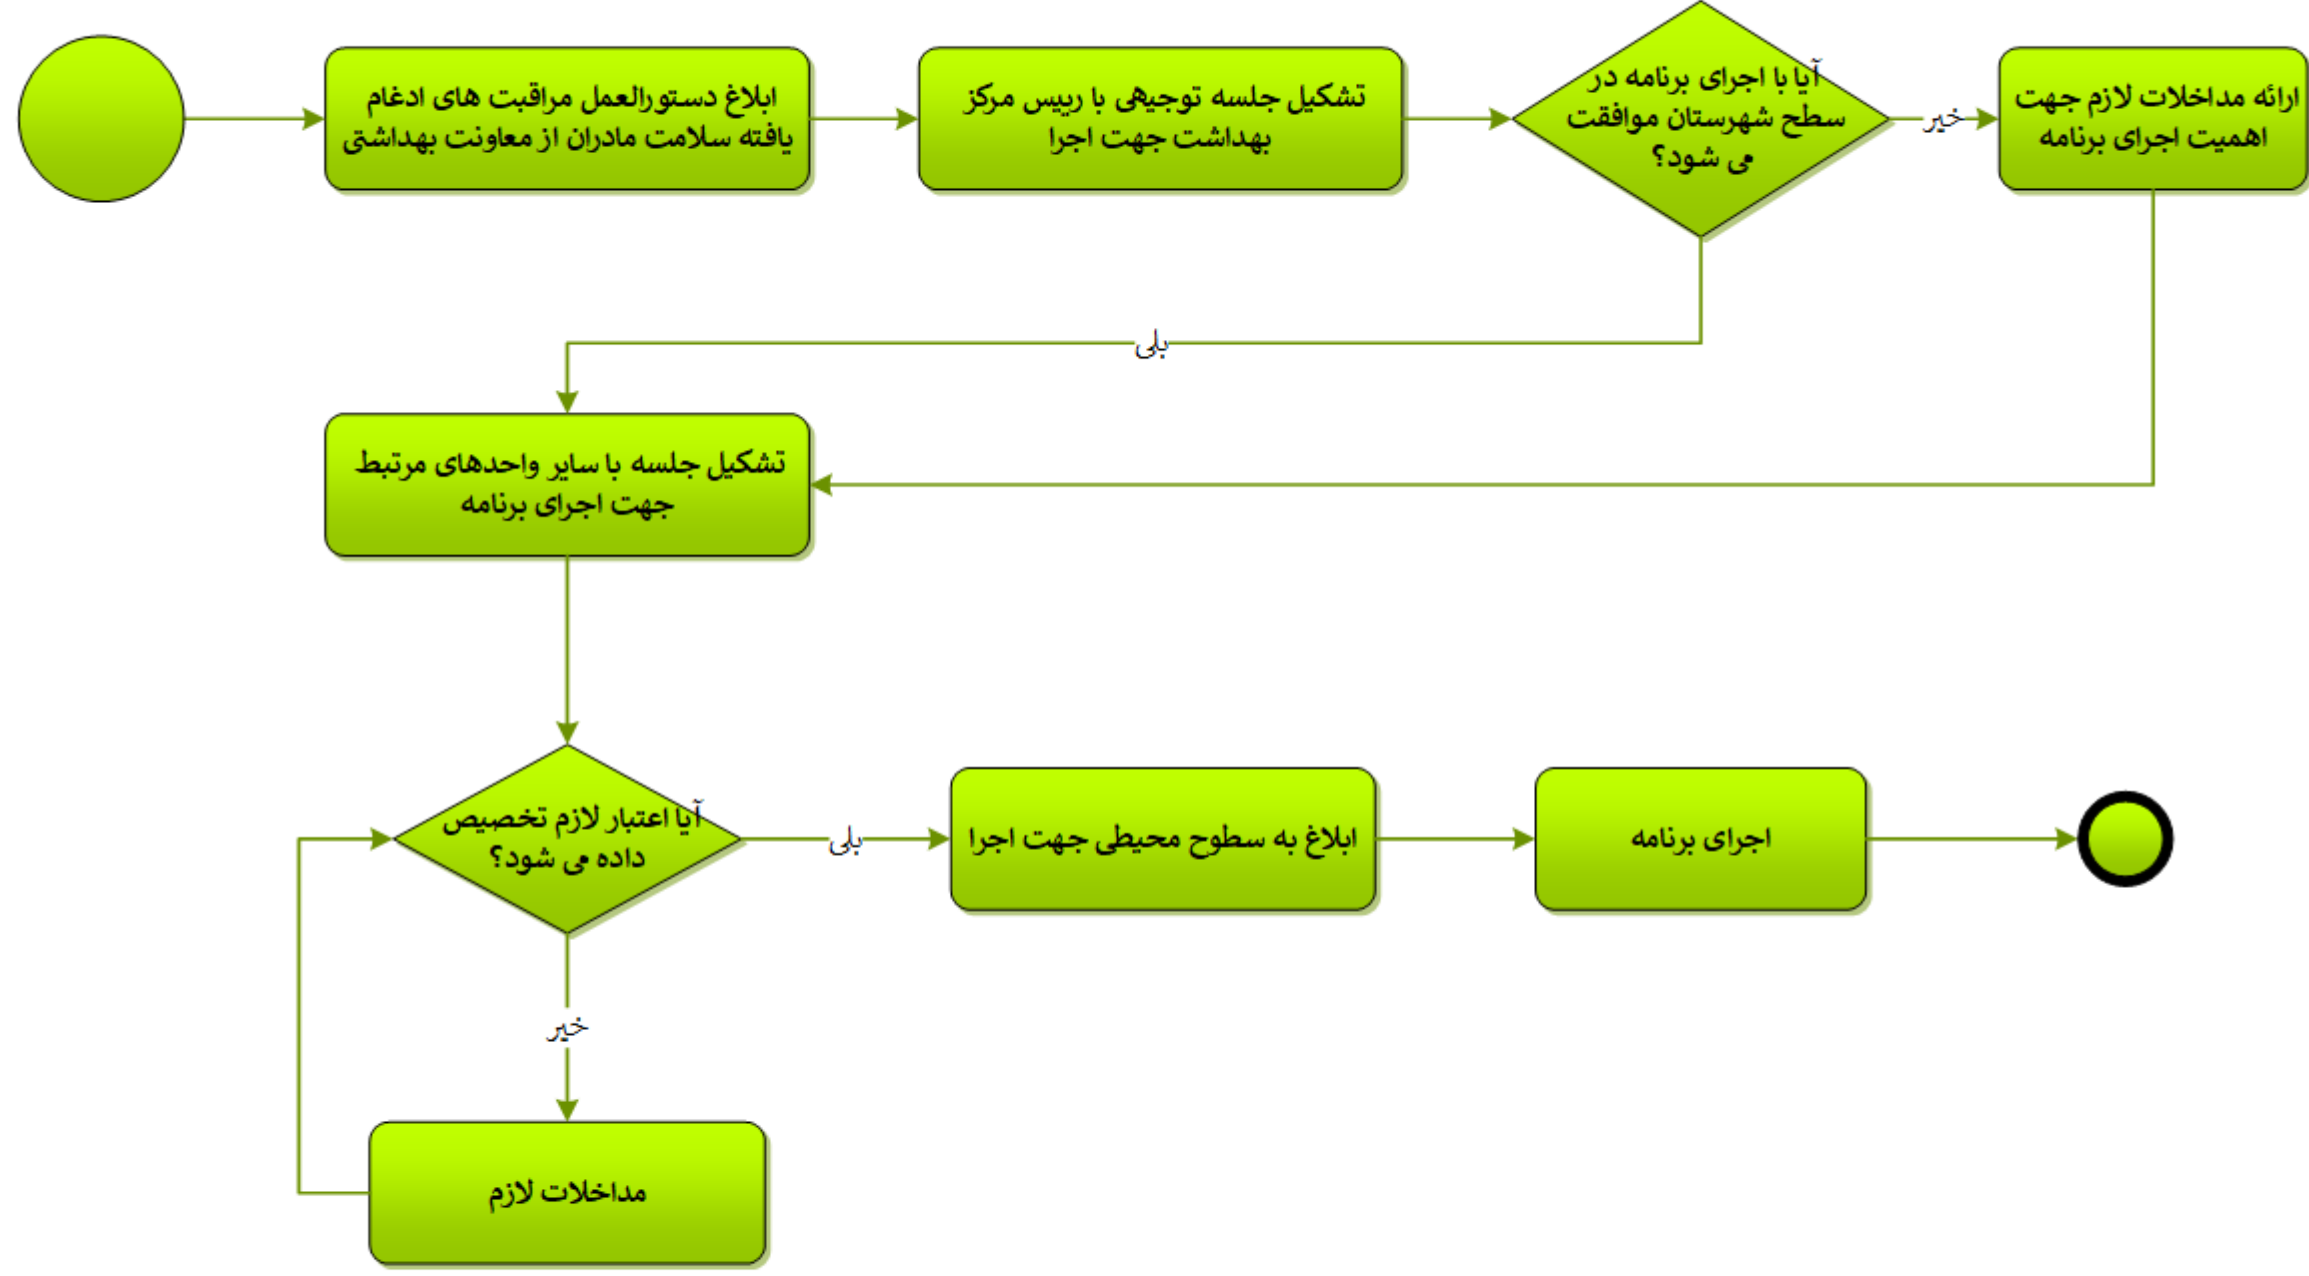 ابلاغ دستورالعمل مراقبت های ادغام
یافته سلامت مادران از معاونت بهداشتی
تشکیل جلسه توجیهی با رییس مرکز
بهداشت جهت اجرا
آیا با اجرای برنامه در
سطح شهرستان موافقت
می شود؟
خیر
ارائه مداخلات لازم جهت
اهمیت اجرای برنامه
بلی
تشکیل جلسه با سایر واحدهای مرتبط
جهت اجرای برنامه
آیا اعتبار لازم تخصیص
داده می شود؟
بلی
ابلاغ به سطوح محیطی جهت اجرا
اجرای برنامه
خیر
مداخلات لازم